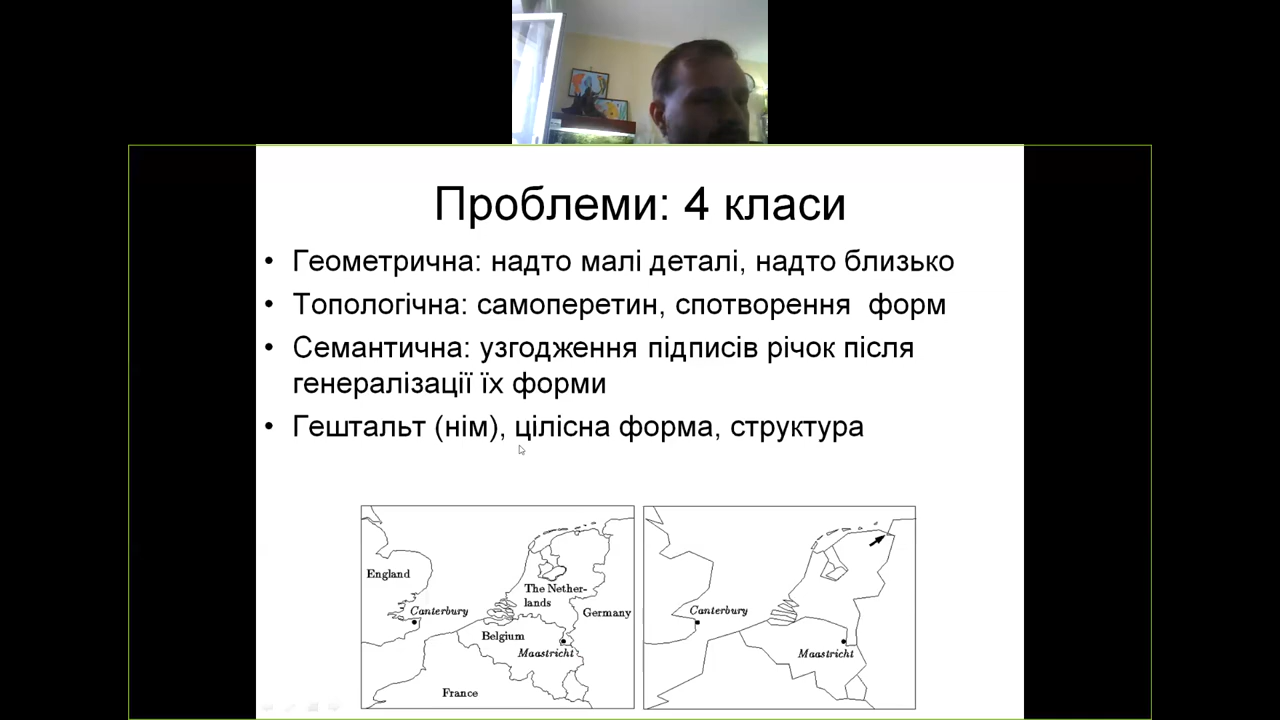 Проблеми: 4 класи
• Геометрична: надто малі деталі, надто близько
• Топологічна: самоперетин, спотворення форм
• Семантична: узгодження підписів річок після
генералізації їх форми
• Гештальт (нім), цілісна форма, структура
England
Canterbury
The Nether-
lands
Germany
Belgium
Maastricht
France
Canterbury
Maastricht